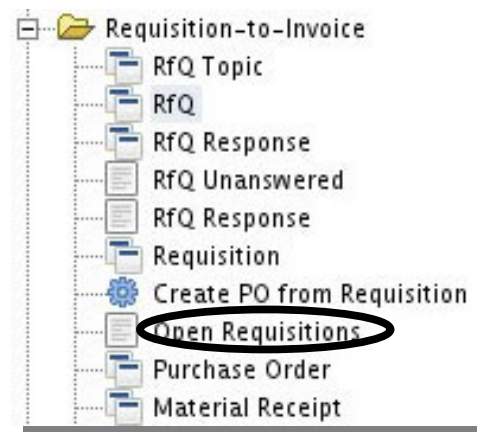 Requisition-to-Invoice
RfQ Topic
RfQ
RfQ Response
RfQ Unanswered
RfQ Response
Requisition
Create PO from Requisition
Open Requisitions
Purchase Order
Material Receipt